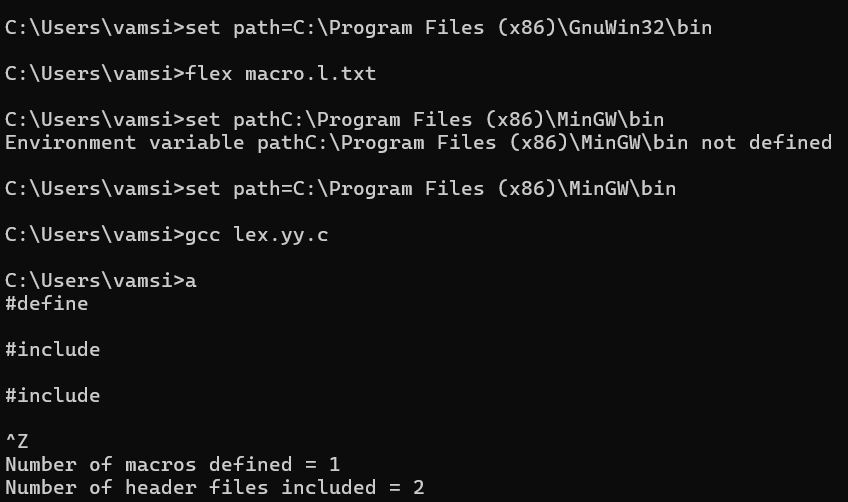 C:\Users\vamsi>set path=C:\Program Files (x86)\GnuWin32\bin
C:\Users\vamsi>flex macro.l.txt
C:\Users\vamsi>set pathC:\Program Files (x86)\MinGW\bin
Environment variable pathC:\Program Files (x86)\MinGW\bin not defined
C:\Users\vamsi>set path=C:\Program Files (x86)\MinGW\bin
C:\Users\vamsi>gcc lex.yy.c
C:\Users\vamsi>a
#define
#include
#include
^Z
Number of macros defined = 1
Number of header files included = 2